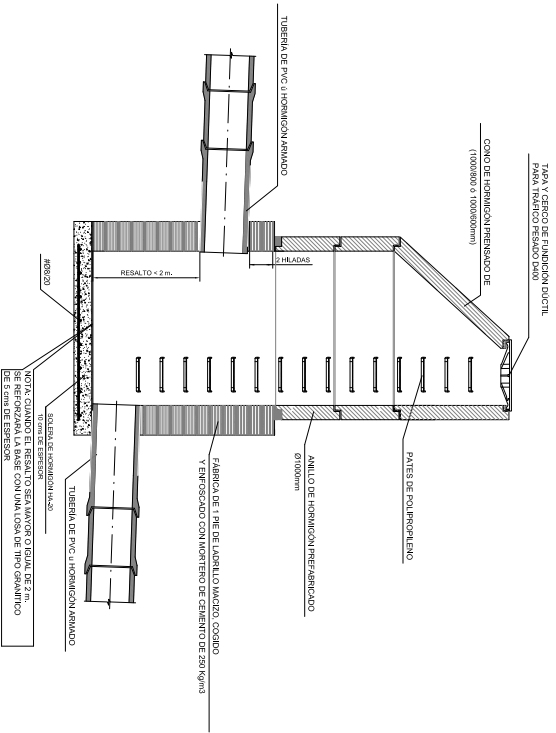 TAPA Y CERCO DE FUNDICIÓN DÚCTIL
PARA TRÁFICO PESADO D400
CONO DE HORMIGÓN PRENSADO DE
(1000/800 ó 1000/600mm)
TUBERÍA DE PVC ú HORMIGÓN ARMADO
2 HILADAS
RESALTO < 2 m.
PATES DE POLIPROPILENO
ANILLO DE HORMIGÓN PREFABRICADO
Ø1000mm
FÁBRICA DE 1 PIE DE LADRILLO MACIZO, COGIDO
Y ENFOSCADO CON MORTERO DE CEMENTO DE 250 Kg/m3
TUBERÍA DE PVC u HORMIGÓN ARMADO
#Ø8/20
SOLERA DE HORMIGÓN HA-20
10 cms DE ESPESOR
NOTA: CUANDO EL RESALTO SEA MAYOR O IGUAL DE 2 m.
SE REFORZARÁ LA BASE CON UNA LOSA DE TIPO GRANÍTICO
DE 5 cms DE ESPESOR